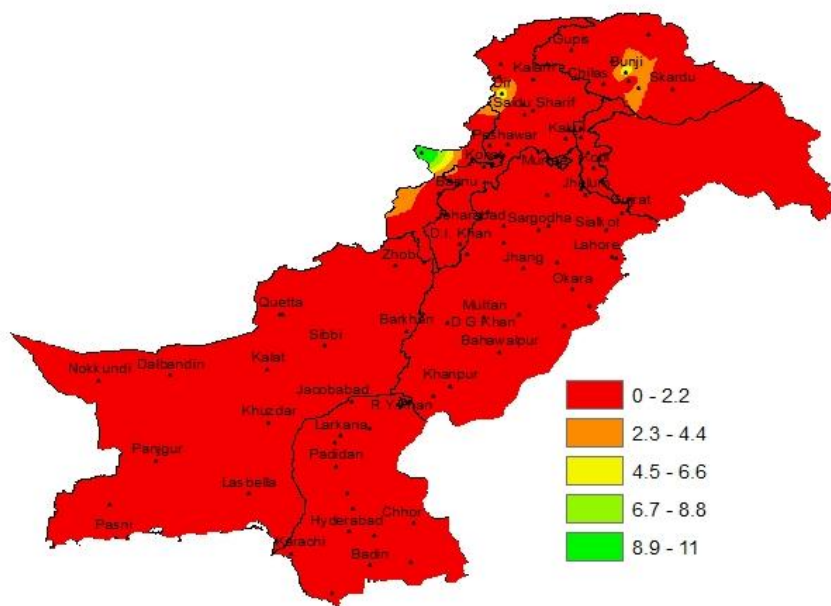 Gupis
Bunji
Kalam
Chilas
Skardu
Dir
Saidu Sharif
Peshawar
Bannu
Jhelum
Gujrat
Sargodha
Sialkot
D.I. Khan
Lahore
Zhob
Jhang
Okara
Quetta
Multan
Barkhan
D.G.Khan
Sibbi
Bahawalpur
Nokkundi
Dalbandin
Kalat
Khanpur
Jacobabad
R.Y.Khan
Khuzdar
Larkana
Panjgur
Padidan
Lasbella
Pasni
Hyderabad
Chhor
Karachi
Badin
0 - 2.2
2.3 - 4.4
4.5 - 6.6
6.7 - 8.8
8.9 - 11